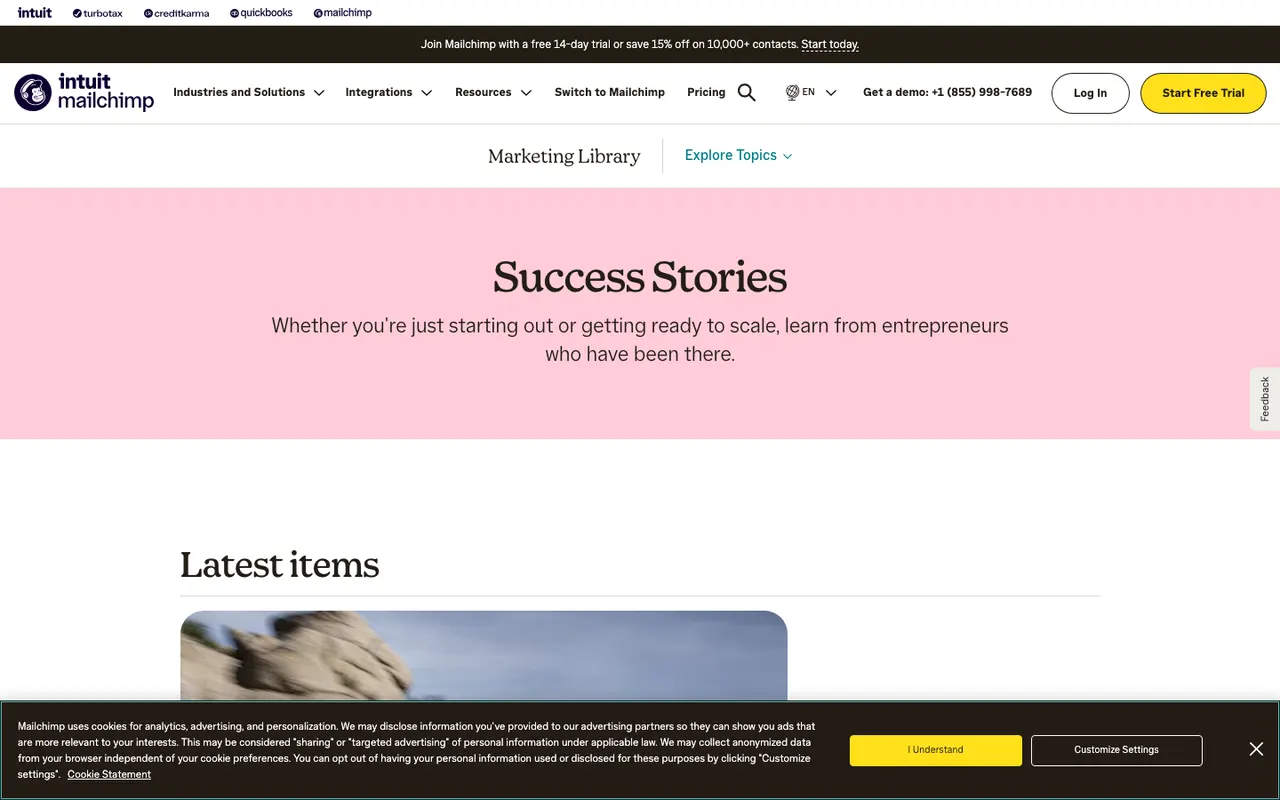 intuit turbotax creditkarma quickbooks mailchimp
Join Mailchimp with a free 14-day trial or save 15% off on 10,000+ contacts. Start today.
intuit
mailchimp
Industries and Solutions Integrations Resources Switch to Mailchimp Pricing EN Get a demo: +1 (855) 998-7689 Log In Start Free Trial
Marketing Library Explore Topics
Success Stories
Whether you're just starting out or getting ready to scale, learn from entrepreneurs
who have been there.
Feedback
Latest items
Mailchimp uses cookies for analytics, advertising, and personalization. We may disclose information you've provided to our advertising partners so they can show you ads that
are more relevant to your interests. This may be considered "sharing" or "targeted advertising" of personal information under applicable law. We may collect anonymized data
from your browser independent of your cookie preferences. You can opt out of having your personal information used or disclosed for these purposes by clicking "Customize
settings". Cookie Statement
I Understand
Customize Settings